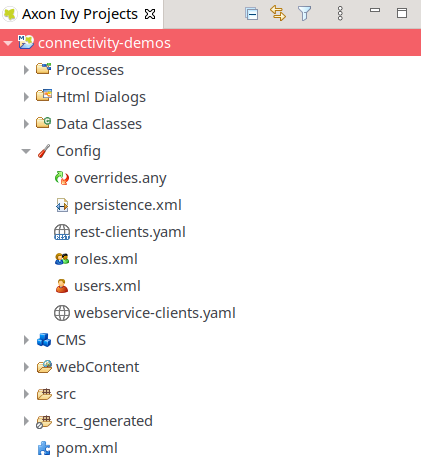 Axon Ivy Projects
connectivity-demos
Processes
Html Dialogs
Data Classes
Config
overrides.any
persistence.xml
rest-clients.yaml
roles.xml
users.xml
webservice-clients.yaml
CMS
webContent
src
src_generated
pom.xml